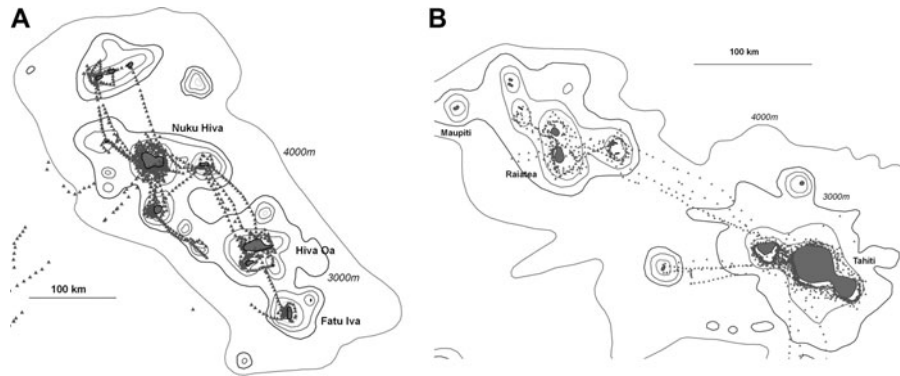 A
Nuku Hiva
4000m
Hiva Oa
3000m
100 km
Fatu Iva
B
100 km
4000m
Maupiti
Raiatea
3000m
Tahiti